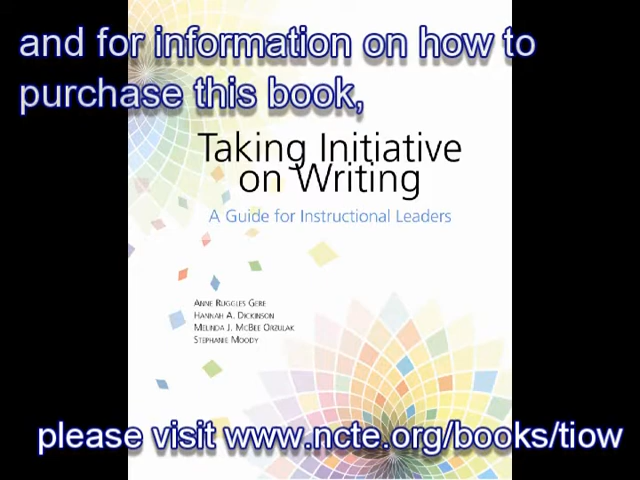 and for information on how to
purchase this book,
Taking Initiative
on Writing
A Guide for Instructional Leaders
Anne Ruggles Gere
Hannah A. Dickinson
Melinda J. McBee Orzulak
Stephanie Moody
please visit www.ncte.org/books/tiow